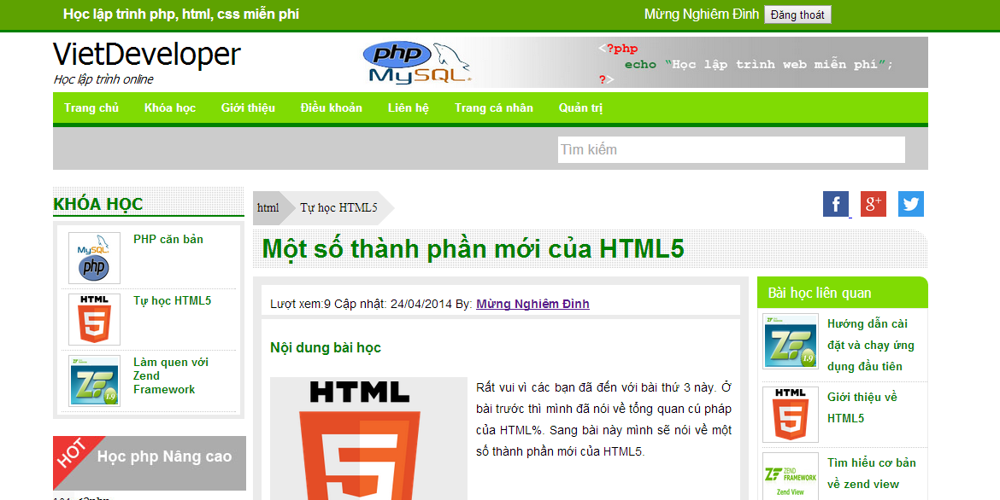 Học lập trình php, html, css miễn phí
Mừng Nghiêm Đình Đăng thoát
VietDeveloper
Học lập trình online
php
MySQL
<?php
echo “Học lập trình web miễn phí”;
?>
Trang chủ Khóa học Giới thiệu Điều khoản Liên hệ Trang cá nhân Quản trị
Tìm kiếm
KHÓA HỌC
MySQL
php
PHP căn bản
HTML
5
Tự học HTML5
ZF
1.9
Làm quen với
Zend
Framework
HOT
Học php Nâng cao
html Tự học HTML5
f g+
Một số thành phần mới của HTML5
Lượt xem:9 Cập nhật: 24/04/2014 By: Mừng Nghiêm Đình
Nội dung bài học
HTML
5
Rất vui vì các bạn đã đến với bài thứ 3 này. Ở
bài trước thì mình đã nói về tổng quan cú pháp
của HTML%. Sang bài này mình sẽ nói về một
số thành phần mới của HTML5.
Bài học liên quan
ZF
1.9
Hướng dẫn cài
đặt và chạy ứng
dụng đầu tiên
HTML
5
Giới thiệu về
HTML5
ZF ZEND
FRAMEWORK
Zend View
Tìm hiểu cơ bản
về zend view